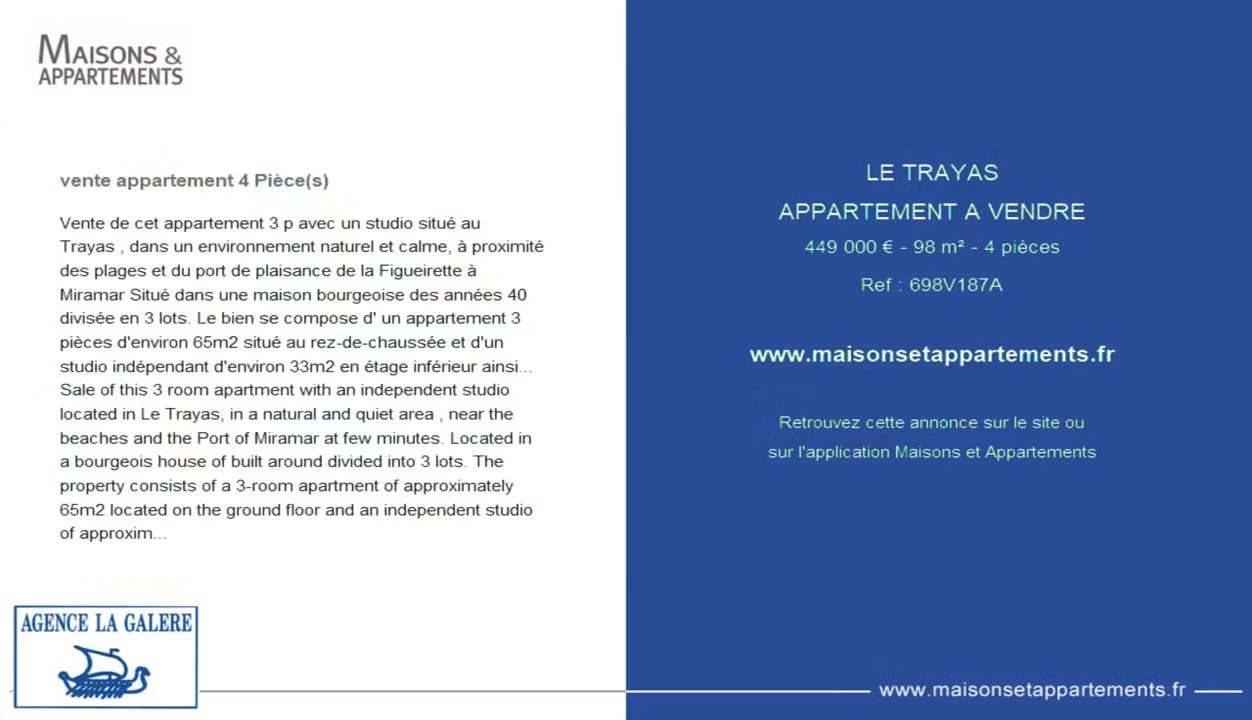 MAISONS &
APPARTEMENTS
vente appartement 4 Pièce(s)
Vente de cet appartement 3 p avec un studio situé au
Trayas , dans un environnement naturel et calme, à proximité
des plages et du port de plaisance de la Figueirette à
Miramar Situé dans une maison bourgeoise des années 40
divisée en 3 lots. Le bien se compose d' un appartement 3
pièces d'environ 65m2 situé au rez-de-chaussée et d'un
studio indépendant d'environ 33m2 en étage inférieur ainsi...
Sale of this 3 room apartment with an independent studio
located in Le Trayas, in a natural and quiet area , near the
beaches and the Port of Miramar at few minutes. Located in
a bourgeois house of built around divided into 3 lots. The
property consists of a 3-room apartment of approximately
65m2 located on the ground floor and an independent studio
of approxim...
AGENCE LA GALERE
LE TRAYAS
APPARTEMENT A VENDRE
449 000 € - 98 m² - 4 pièces
Ref : 698V187A
www.maisonsetappartements.fr
Retrouvez cette annonce sur le site ou
sur l'application Maisons et Appartements
www.maisonsetappartements.fr